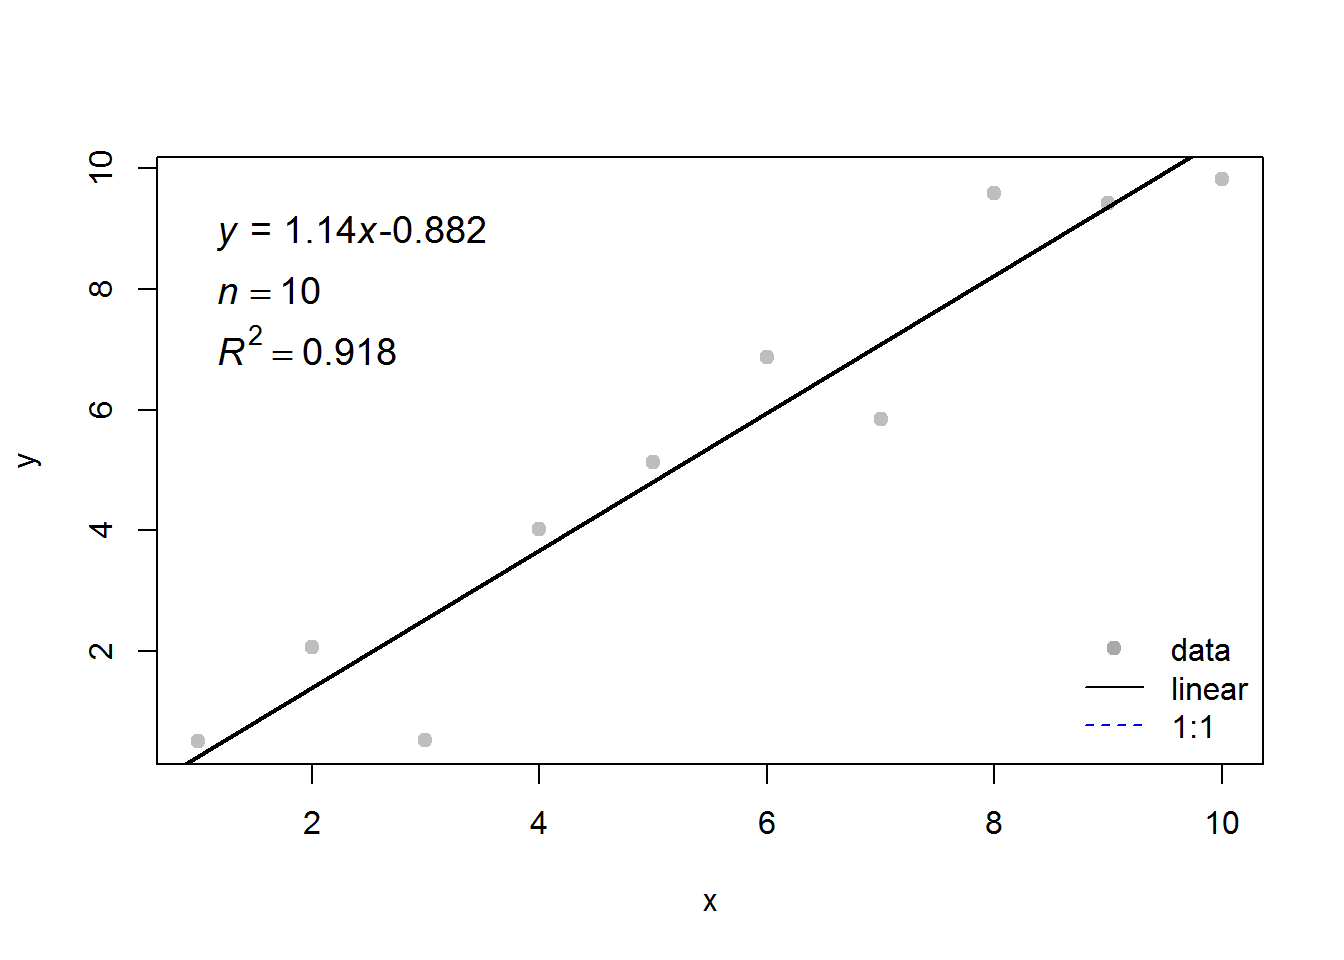 y = 1.14x-0.882
n = 10
R² = 0.918
10
8
6
4
2
y
data
linear
1:1
2 4 6 8 10
x